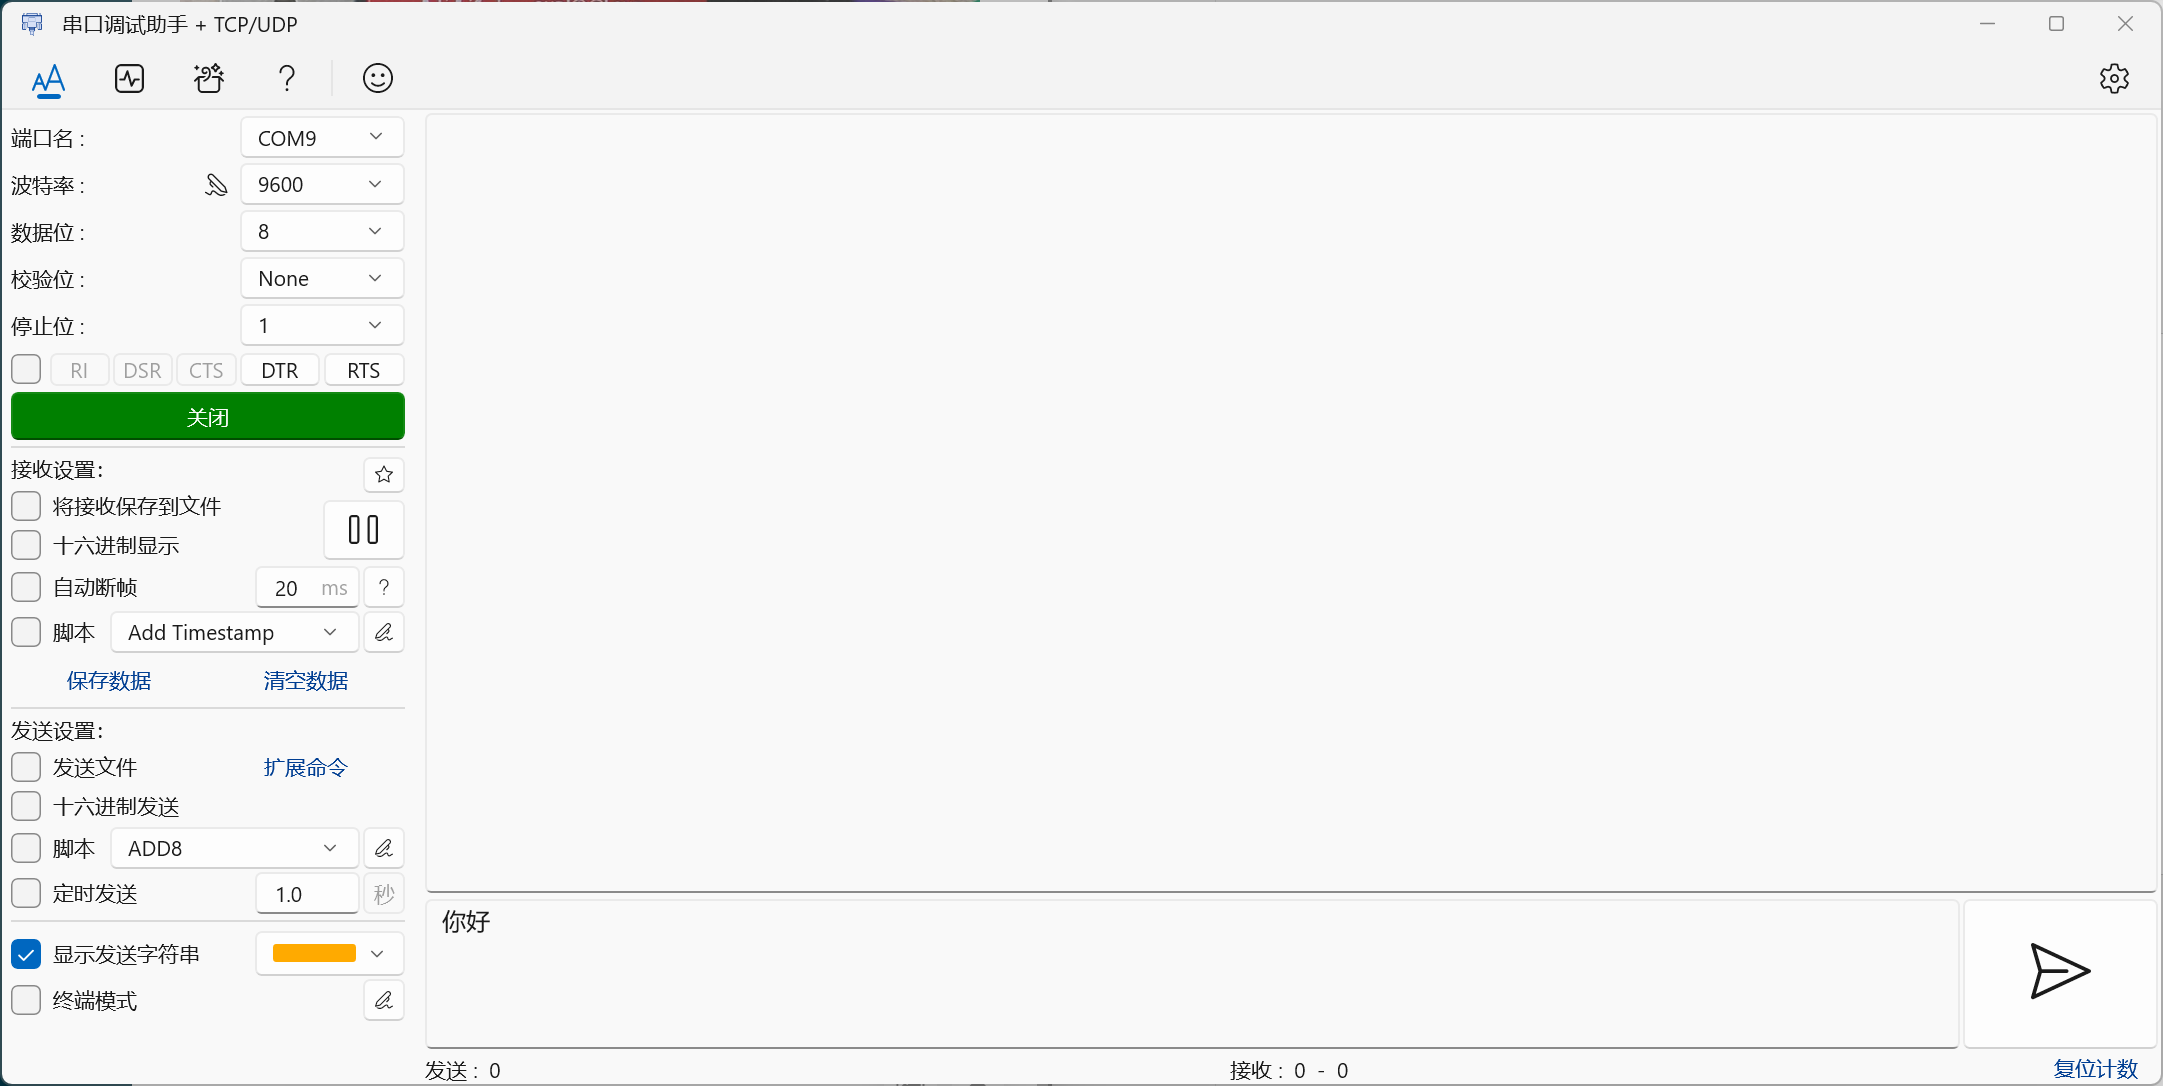 串口调试助手 + TCP/UDP
端口名 : COM9
波特率 : 9600
数据位 : 8
校验位 : None
停止位 : 1
RI DSR CTS DTR RTS
关闭
接收设置:
将接收保存到文件
十六进制显示
自动断帧 20 ms ?
脚本 Add Timestamp
保存数据 清空数据
发送设置:
发送文件 扩展命令
十六进制发送
脚本 ADD8
定时发送 1.0 秒
显示发送字符串
终端模式
你好
发送 : 0 接收 : 0 - 0 复位计数